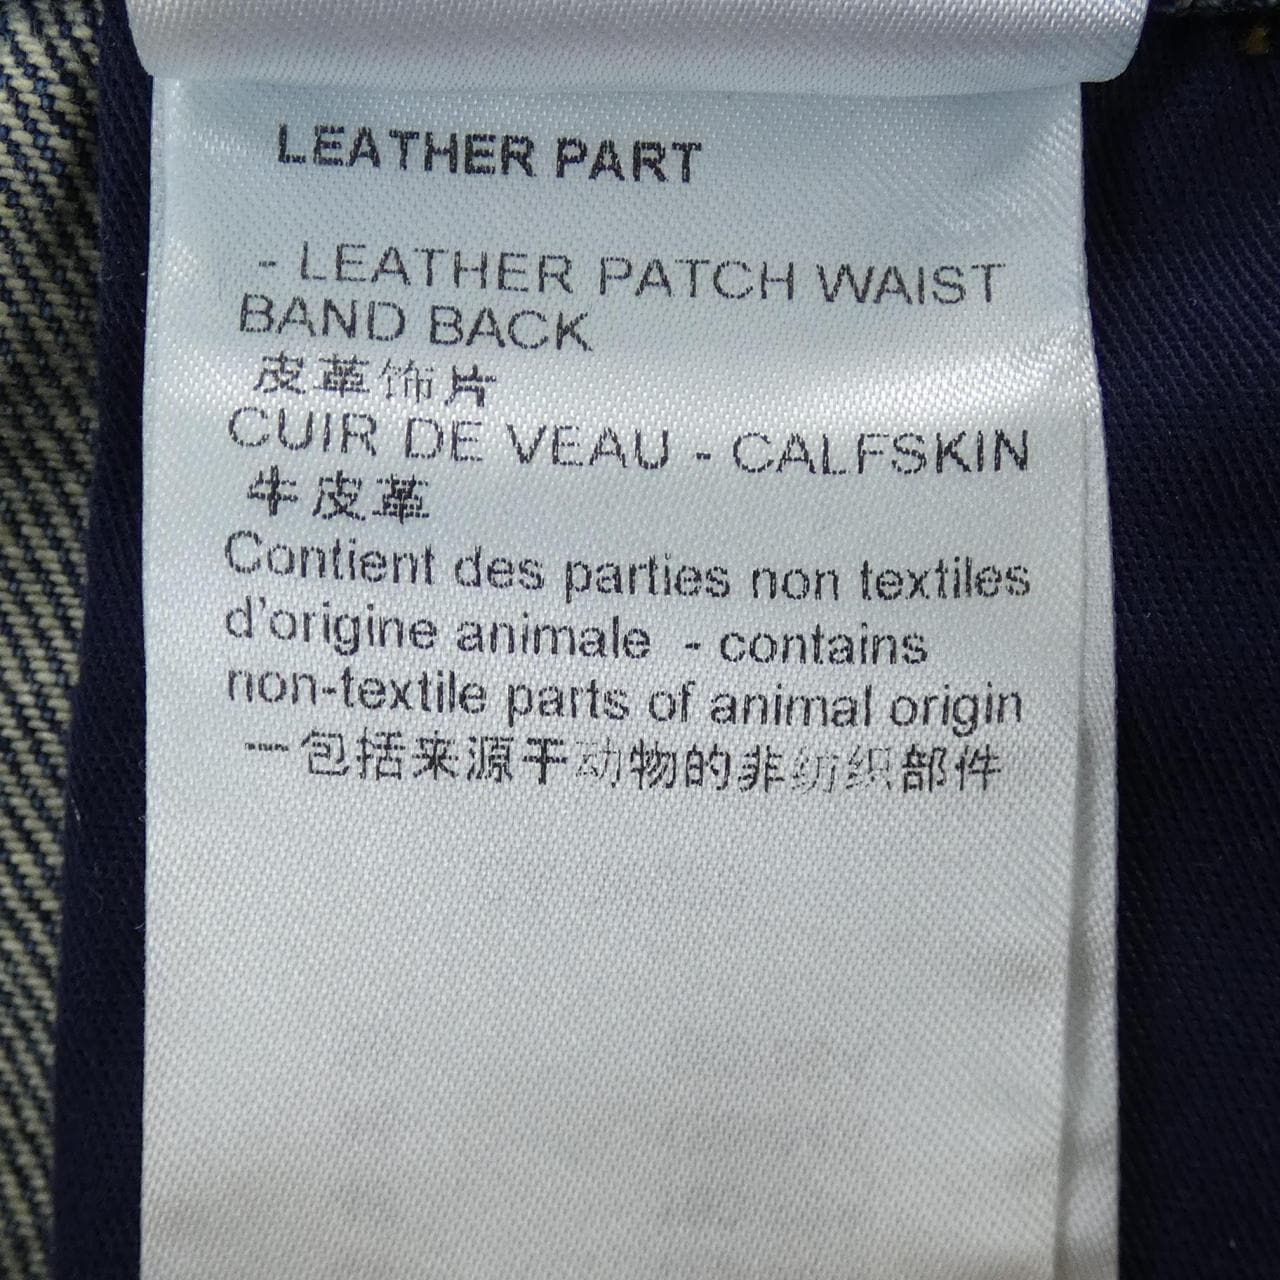 LEATHER PART
- LEATHER PATCH WAIST
BAND BACK
皮革饰片
CUIR DE VEAU - CALFSKIN
牛皮革
Contient des parties non textiles
d'origine animale - contains
non-textile parts of animal origin
一包括来源于动物的非纺织部件